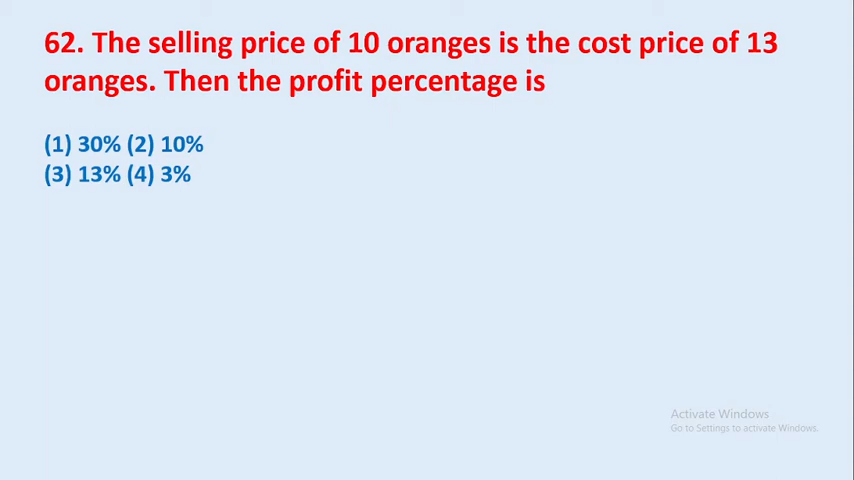 62. The selling price of 10 oranges is the cost price of 13
oranges. Then the profit percentage is
(1) 30% (2) 10%
(3) 13% (4) 3%
Activate Windows
Go to Settings to activate Windows.